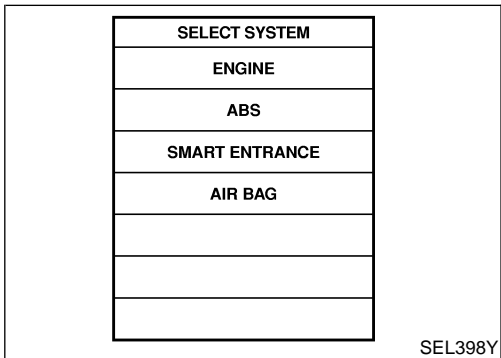 SELECT SYSTEM
ENGINE
ABS
SMART ENTRANCE
AIR BAG
SEL398Y